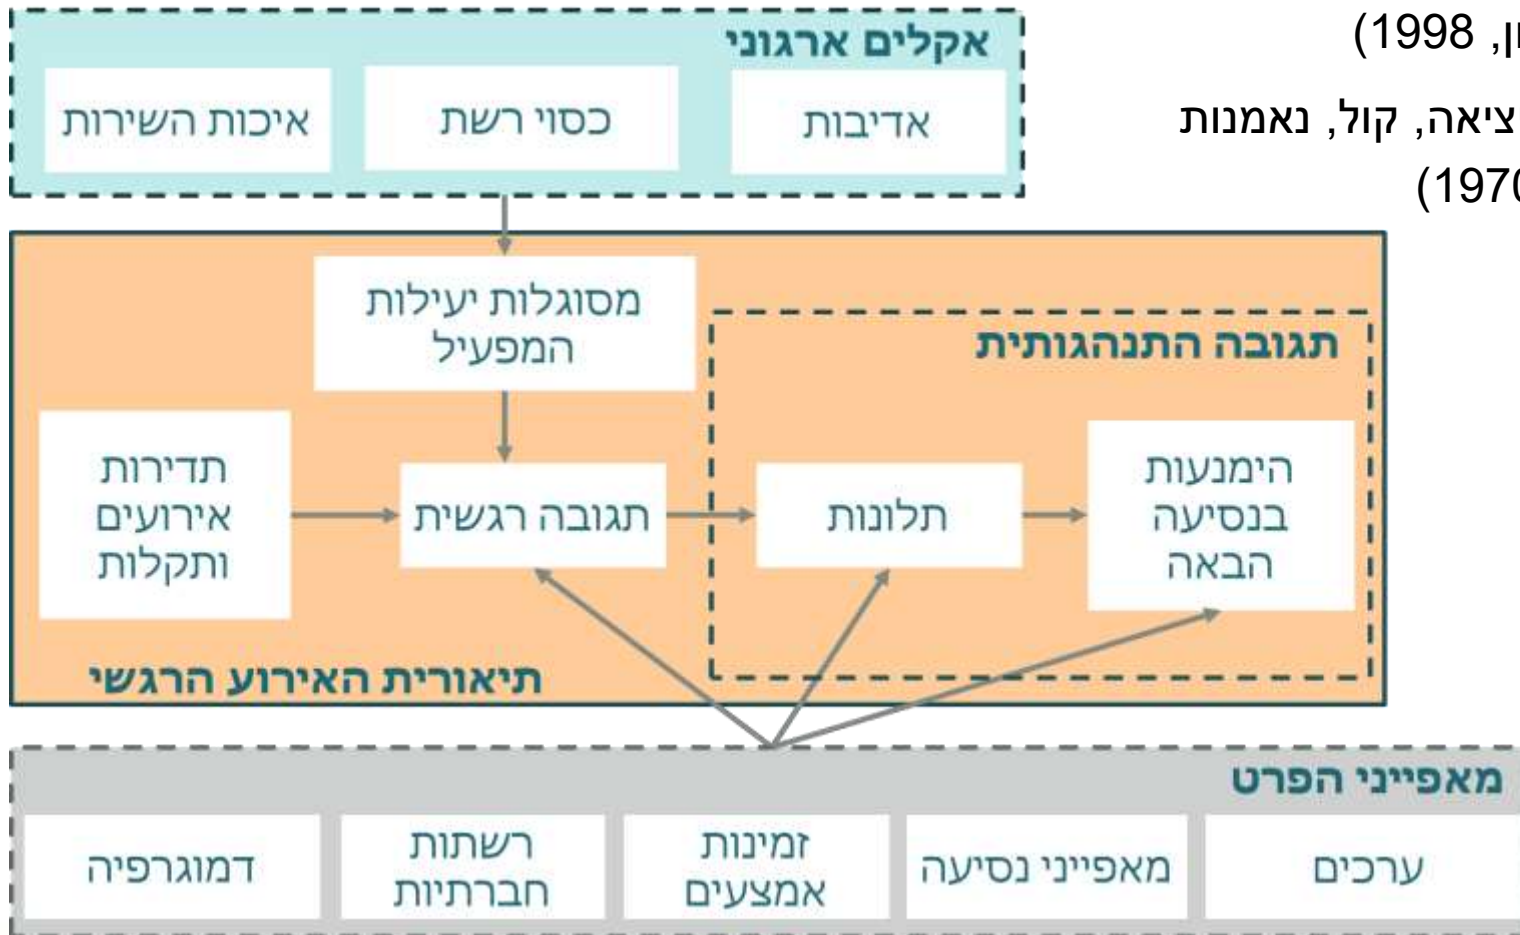 אקלים ארגוני
אדיבות
כסוי רשת
איכות השירות
1998)
קול, נאמנות
מסוגלות יעילות
המפעיל
תגובה התנהגותית
תדירות
אירועים
ותקלות
תגובה רגשית
תלונות
הימנעות
בנסיעה
הבאה
תיאורית האירוע הרגשי
מאפייני הפרט
ערכים
מאפייני נסיעה
זמינות
אמצעים
רשתות
חברתיות
דמוגרפיה